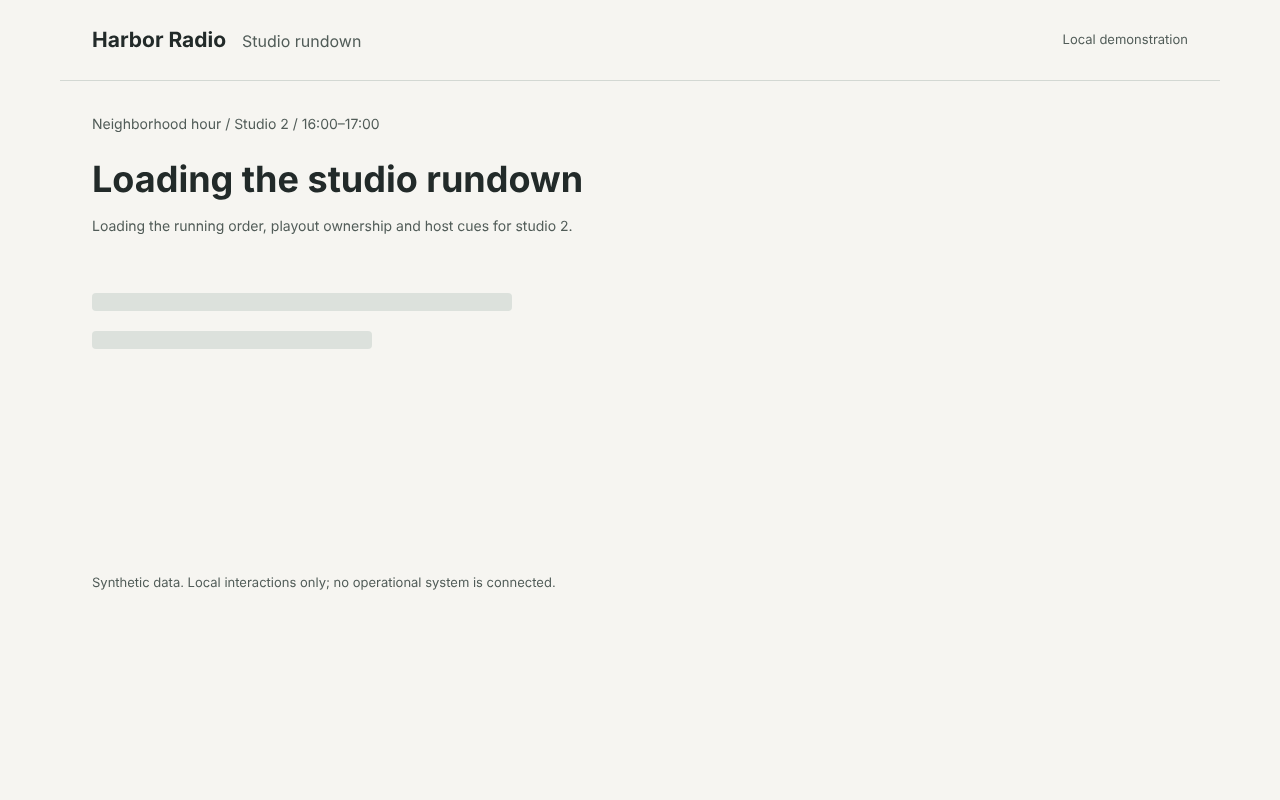 Harbor Radio Studio rundown
Local demonstration
Neighborhood hour / Studio 2 / 16:00–17:00
Loading the studio rundown
Loading the running order, playout ownership and host cues for studio 2.
Synthetic data. Local interactions only; no operational system is connected.